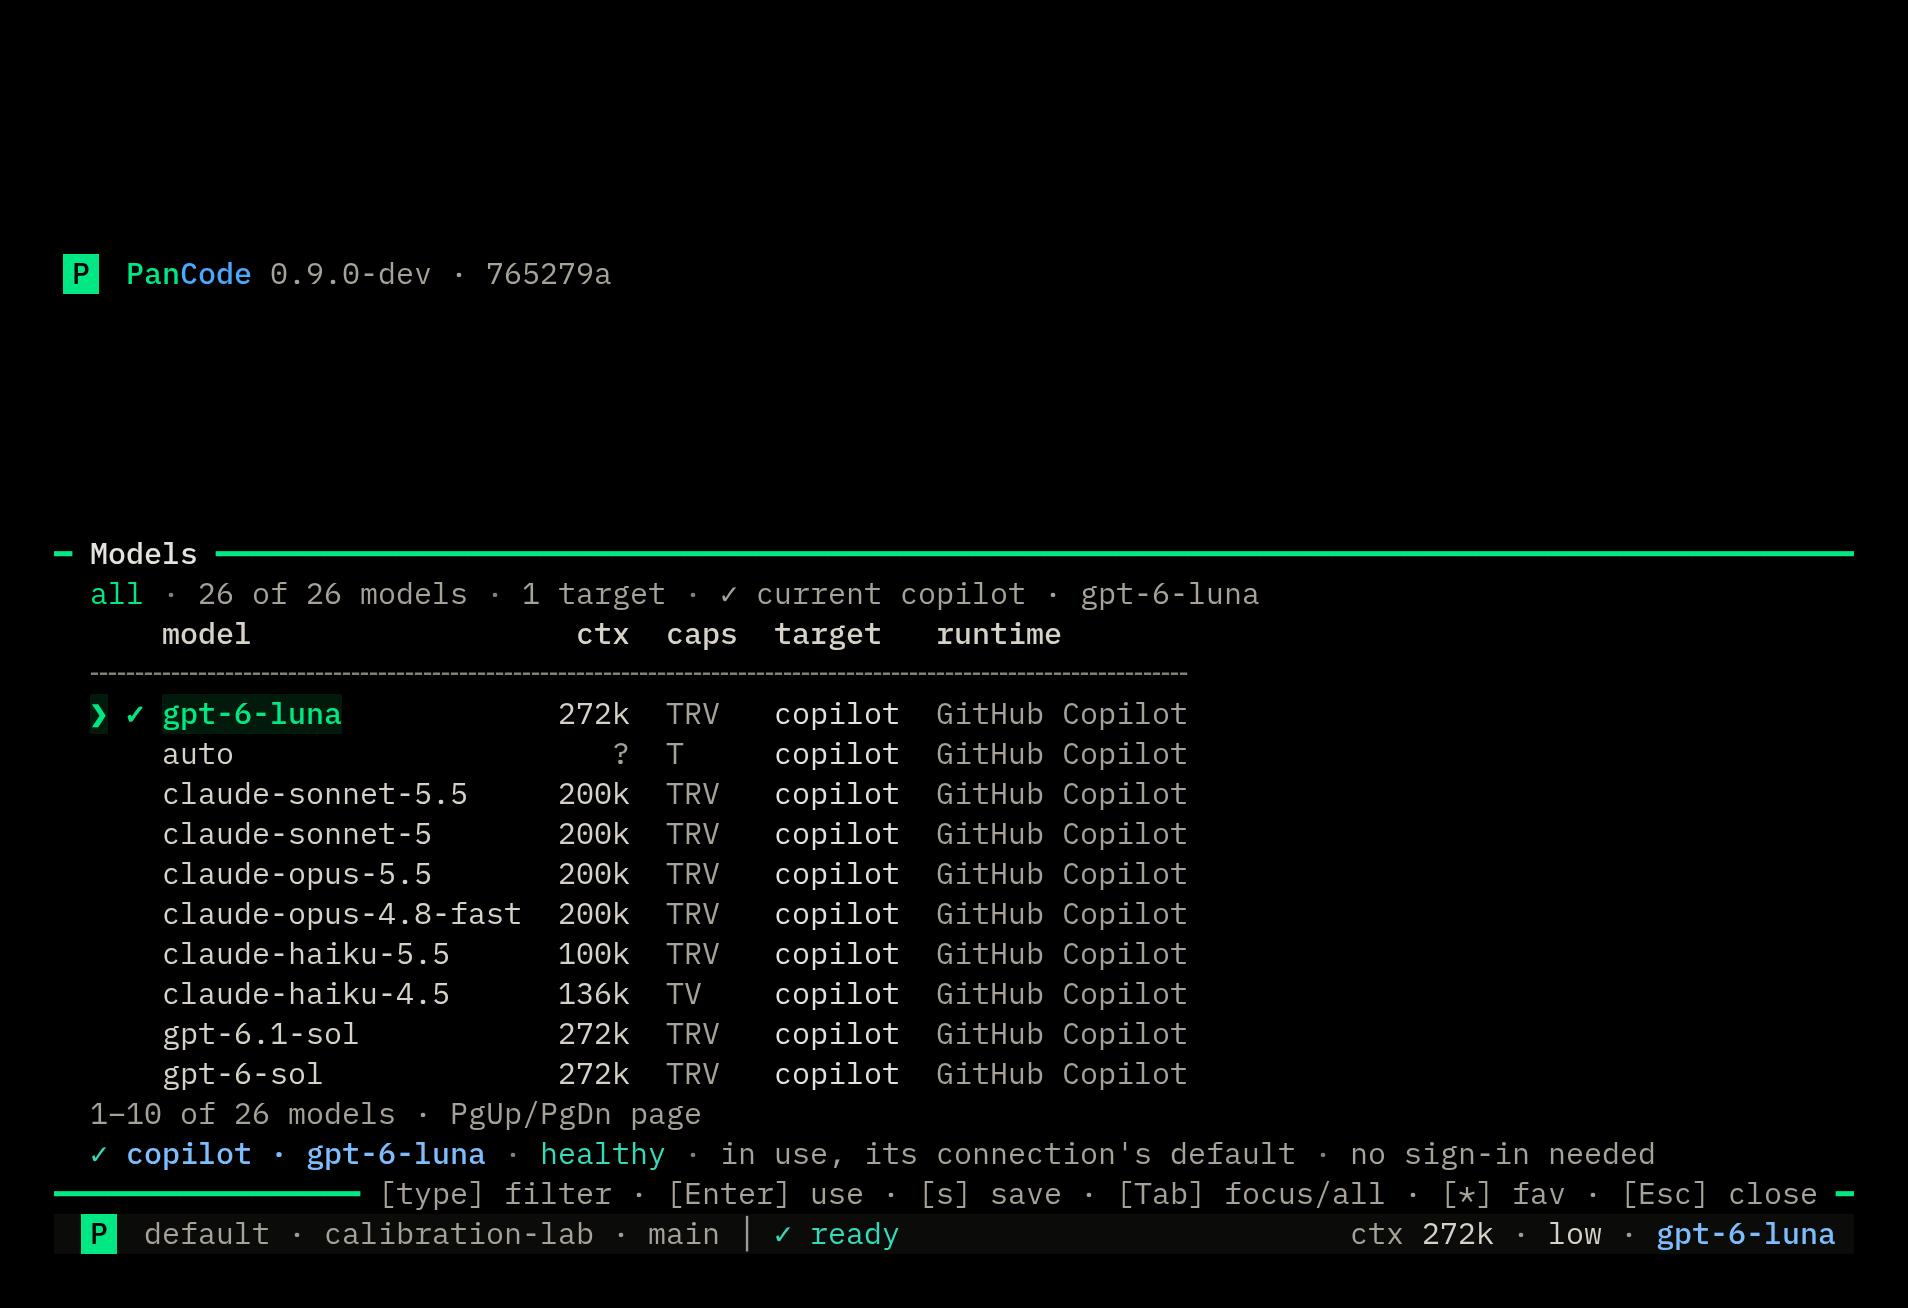 P PanCode 0.9.0-dev · 765279a
Models
all · 26 of 26 models · 1 target · ✓ current copilot · gpt-6-luna
model ctx caps target runtime
❯ ✓ gpt-6-luna 272k TRV copilot GitHub Copilot
auto ? T copilot GitHub Copilot
claude-sonnet-5.5 200k TRV copilot GitHub Copilot
claude-sonnet-5 200k TRV copilot GitHub Copilot
claude-opus-5.5 200k TRV copilot GitHub Copilot
claude-opus-4.8-fast 200k TRV copilot GitHub Copilot
claude-haiku-5.5 100k TRV copilot GitHub Copilot
claude-haiku-4.5 136k TV copilot GitHub Copilot
gpt-6.1-sol 272k TRV copilot GitHub Copilot
gpt-6-sol 272k TRV copilot GitHub Copilot
1–10 of 26 models · PgUp/PgDn page
✓ copilot · gpt-6-luna · healthy · in use, its connection's default · no sign-in needed
[type] filter · [Enter] use · [s] save · [Tab] focus/all · [*] fav · [Esc] close
P default · calibration-lab · main │ ✓ ready ctx 272k · low · gpt-6-luna